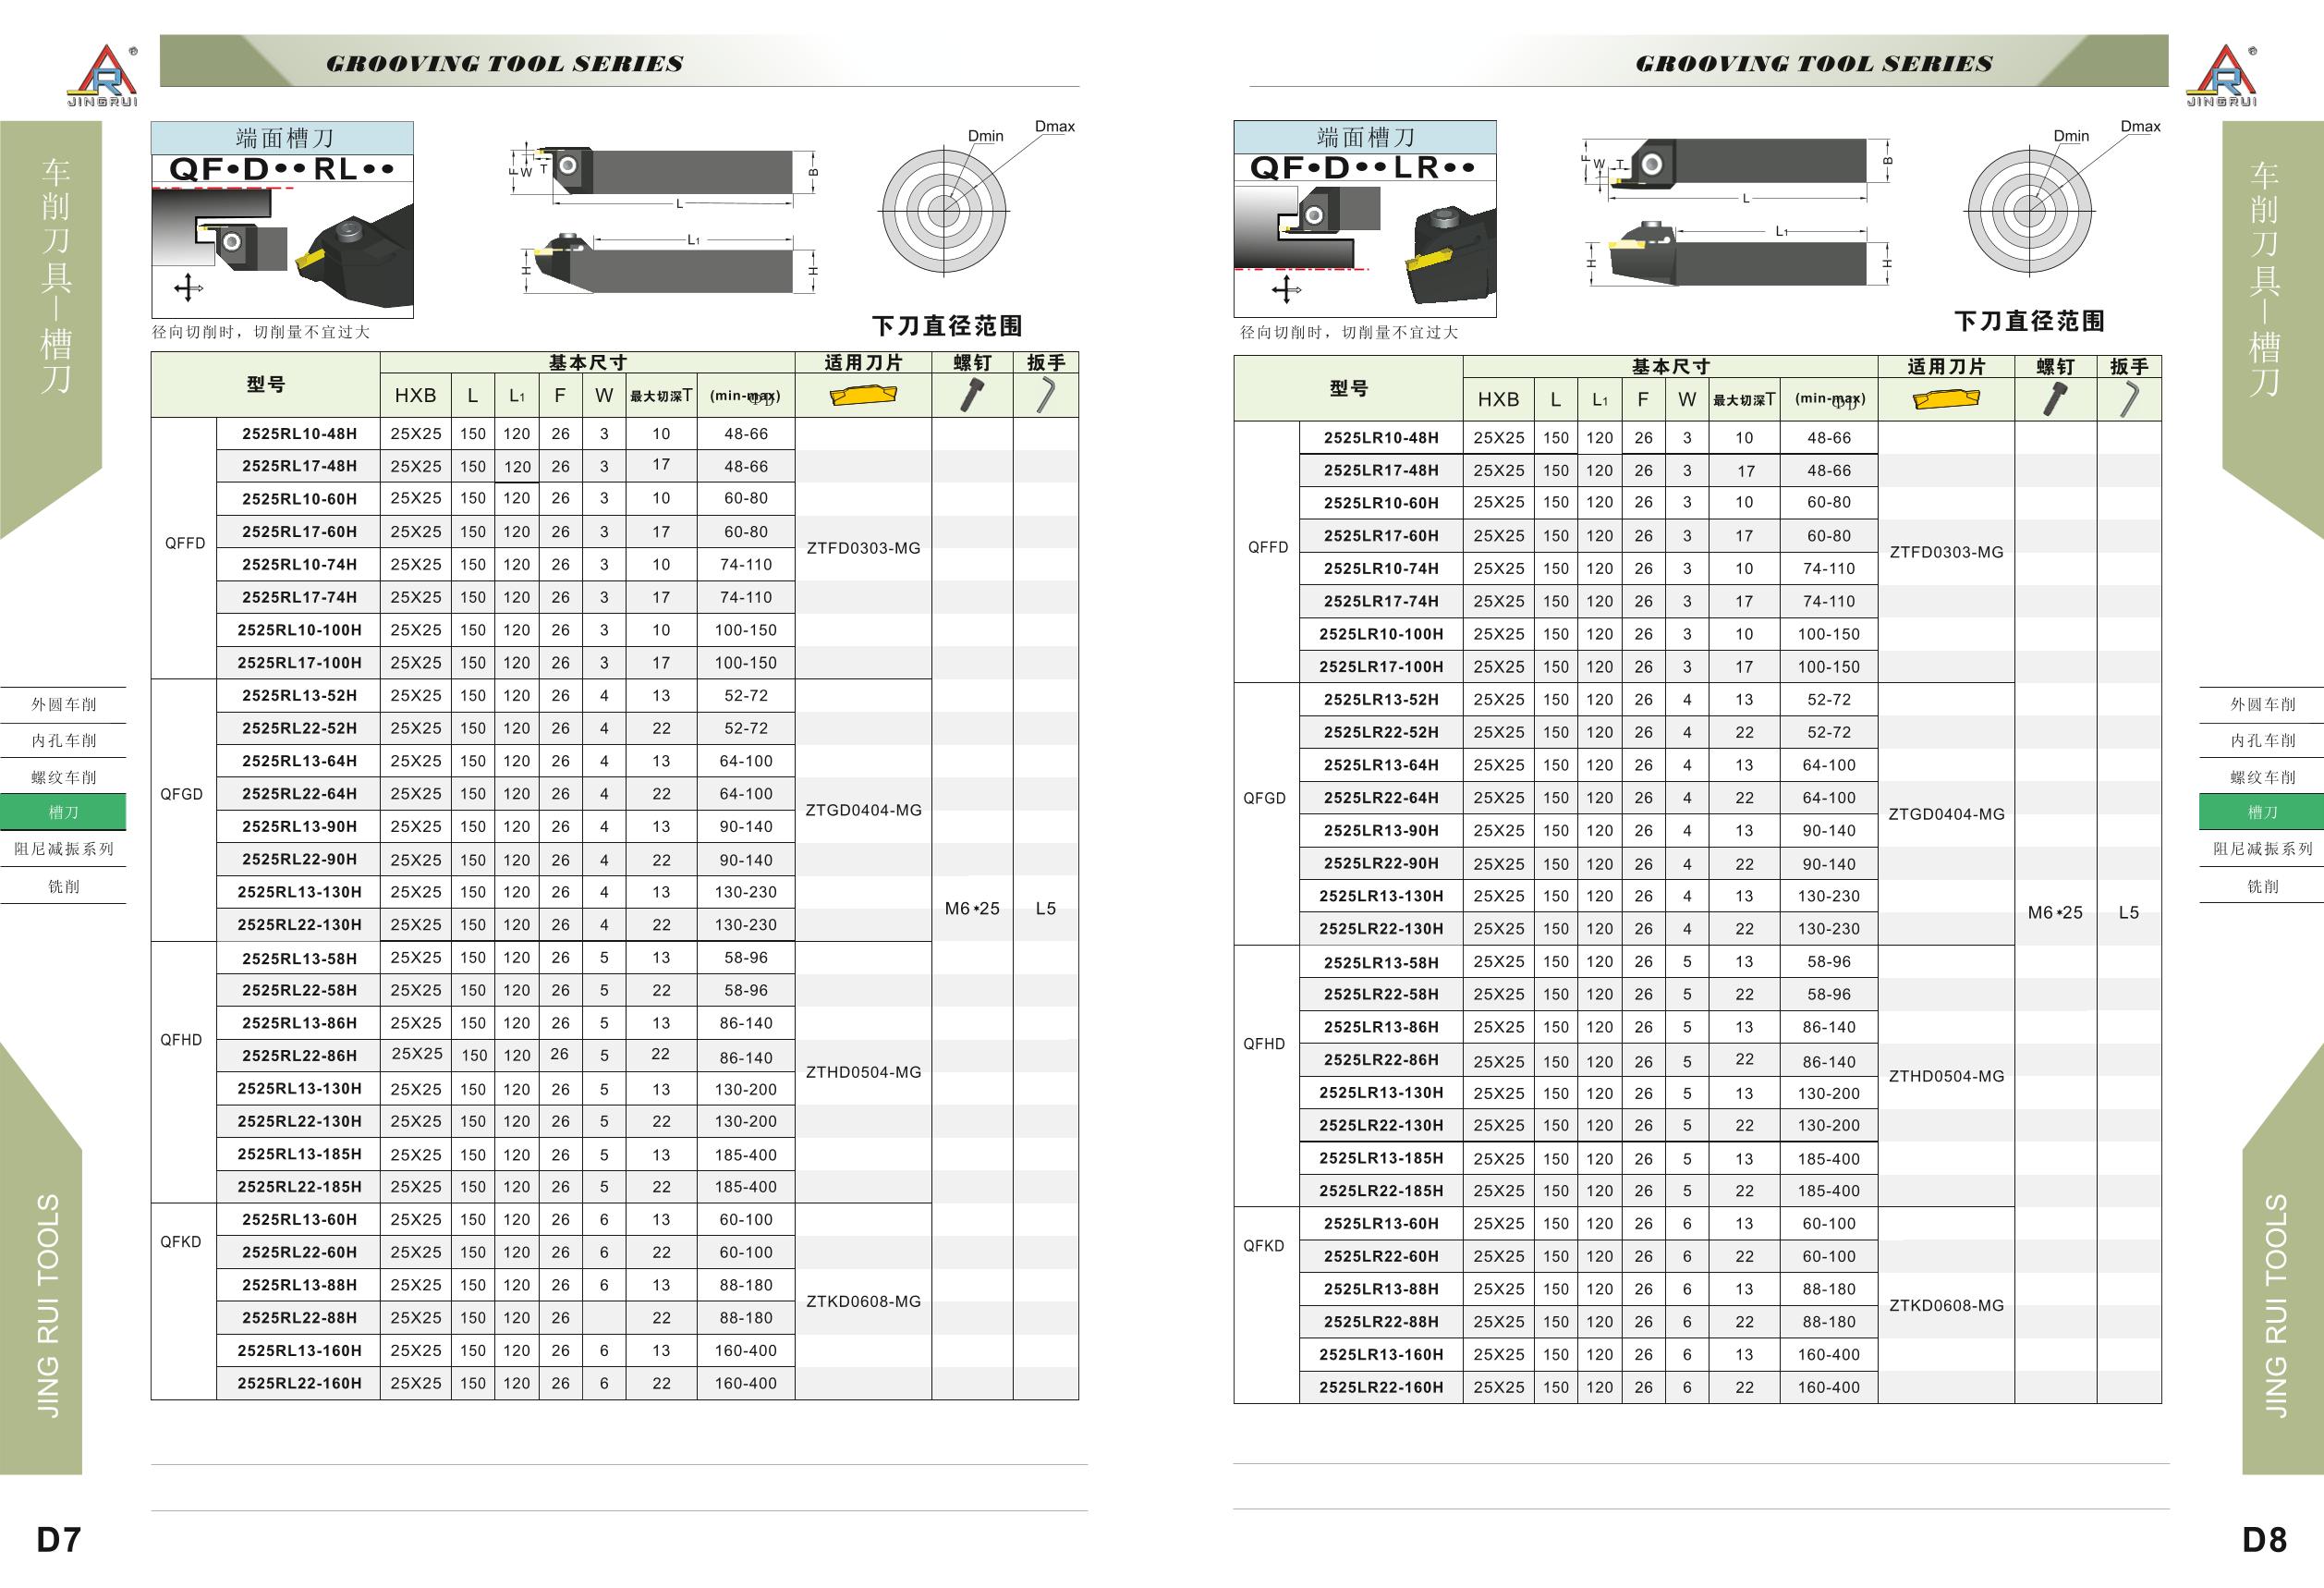 GROOVING TOOL SERIES
JINGRUI
车削刀具—槽刀
端面槽刀
QF•D••RL••
径向切削时，切削量不宜过大
F W T B
L
L1
H H
Dmin Dmax
下刀直径范围
型号 基本尺寸 适用刀片 螺钉 扳手
HXB L L1 F W 最大切深T (min-max) ΦD
QFFD
2525RL10-48H 25X25 150 120 26 3 10 48-66
2525RL17-48H 25X25 150 120 26 3 17 48-66
2525RL10-60H 25X25 150 120 26 3 10 60-80
2525RL17-60H 25X25 150 120 26 3 17 60-80
2525RL10-74H 25X25 150 120 26 3 10 74-110
2525RL17-74H 25X25 150 120 26 3 17 74-110
2525RL10-100H 25X25 150 120 26 3 10 100-150
2525RL17-100H 25X25 150 120 26 3 17 100-150
ZTFD0303-MG
QFGD
2525RL13-52H 25X25 150 120 26 4 13 52-72
2525RL22-52H 25X25 150 120 26 4 22 52-72
2525RL13-64H 25X25 150 120 26 4 13 64-100
2525RL22-64H 25X25 150 120 26 4 22 64-100
2525RL13-90H 25X25 150 120 26 4 13 90-140
2525RL22-90H 25X25 150 120 26 4 22 90-140
2525RL13-130H 25X25 150 120 26 4 13 130-230
2525RL22-130H 25X25 150 120 26 4 22 130-230
ZTGD0404-MG
M6*25 L5
QFHD
2525RL13-58H 25X25 150 120 26 5 13 58-96
2525RL22-58H 25X25 150 120 26 5 22 58-96
2525RL13-86H 25X25 150 120 26 5 13 86-140
2525RL22-86H 25X25 150 120 26 5 22 86-140
2525RL13-130H 25X25 150 120 26 5 13 130-200
2525RL22-130H 25X25 150 120 26 5 22 130-200
2525RL13-185H 25X25 150 120 26 5 13 185-400
2525RL22-185H 25X25 150 120 26 5 22 185-400
ZTHD0504-MG
QFKD
2525RL13-60H 25X25 150 120 26 6 13 60-100
2525RL22-60H 25X25 150 120 26 6 22 60-100
2525RL13-88H 25X25 150 120 26 6 13 88-180
2525RL22-88H 25X25 150 120 26 22 88-180
2525RL13-160H 25X25 150 120 26 6 13 160-400
2525RL22-160H 25X25 150 120 26 6 22 160-400
ZTKD0608-MG
外圆车削
内孔车削
螺纹车削
槽刀
阻尼减振系列
铣削
JING RUI TOOLS
D7
GROOVING TOOL SERIES
JINGRUI
车削刀具—槽刀
端面槽刀
QF•D••LR••
径向切削时，切削量不宜过大
F W T B
L
L1
H H
Dmin Dmax
下刀直径范围
型号 基本尺寸 适用刀片 螺钉 扳手
HXB L L1 F W 最大切深T (min-max) ΦD
QFFD
2525LR10-48H 25X25 150 120 26 3 10 48-66
2525LR17-48H 25X25 150 120 26 3 17 48-66
2525LR10-60H 25X25 150 120 26 3 10 60-80
2525LR17-60H 25X25 150 120 26 3 17 60-80
2525LR10-74H 25X25 150 120 26 3 10 74-110
2525LR17-74H 25X25 150 120 26 3 17 74-110
2525LR10-100H 25X25 150 120 26 3 10 100-150
2525LR17-100H 25X25 150 120 26 3 17 100-150
ZTFD0303-MG
QFGD
2525LR13-52H 25X25 150 120 26 4 13 52-72
2525LR22-52H 25X25 150 120 26 4 22 52-72
2525LR13-64H 25X25 150 120 26 4 13 64-100
2525LR22-64H 25X25 150 120 26 4 22 64-100
2525LR13-90H 25X25 150 120 26 4 13 90-140
2525LR22-90H 25X25 150 120 26 4 22 90-140
2525LR13-130H 25X25 150 120 26 4 13 130-230
2525LR22-130H 25X25 150 120 26 4 22 130-230
ZTGD0404-MG
M6*25 L5
QFHD
2525LR13-58H 25X25 150 120 26 5 13 58-96
2525LR22-58H 25X25 150 120 26 5 22 58-96
2525LR13-86H 25X25 150 120 26 5 13 86-140
2525LR22-86H 25X25 150 120 26 5 22 86-140
2525LR13-130H 25X25 150 120 26 5 13 130-200
2525LR22-130H 25X25 150 120 26 5 22 130-200
2525LR13-185H 25X25 150 120 26 5 13 185-400
2525LR22-185H 25X25 150 120 26 5 22 185-400
ZTHD0504-MG
QFKD
2525LR13-60H 25X25 150 120 26 6 13 60-100
2525LR22-60H 25X25 150 120 26 6 22 60-100
2525LR13-88H 25X25 150 120 26 6 13 88-180
2525LR22-88H 25X25 150 120 26 6 22 88-180
2525LR13-160H 25X25 150 120 26 6 13 160-400
2525LR22-160H 25X25 150 120 26 6 22 160-400
ZTKD0608-MG
外圆车削
内孔车削
螺纹车削
槽刀
阻尼减振系列
铣削
JING RUI TOOLS
D8